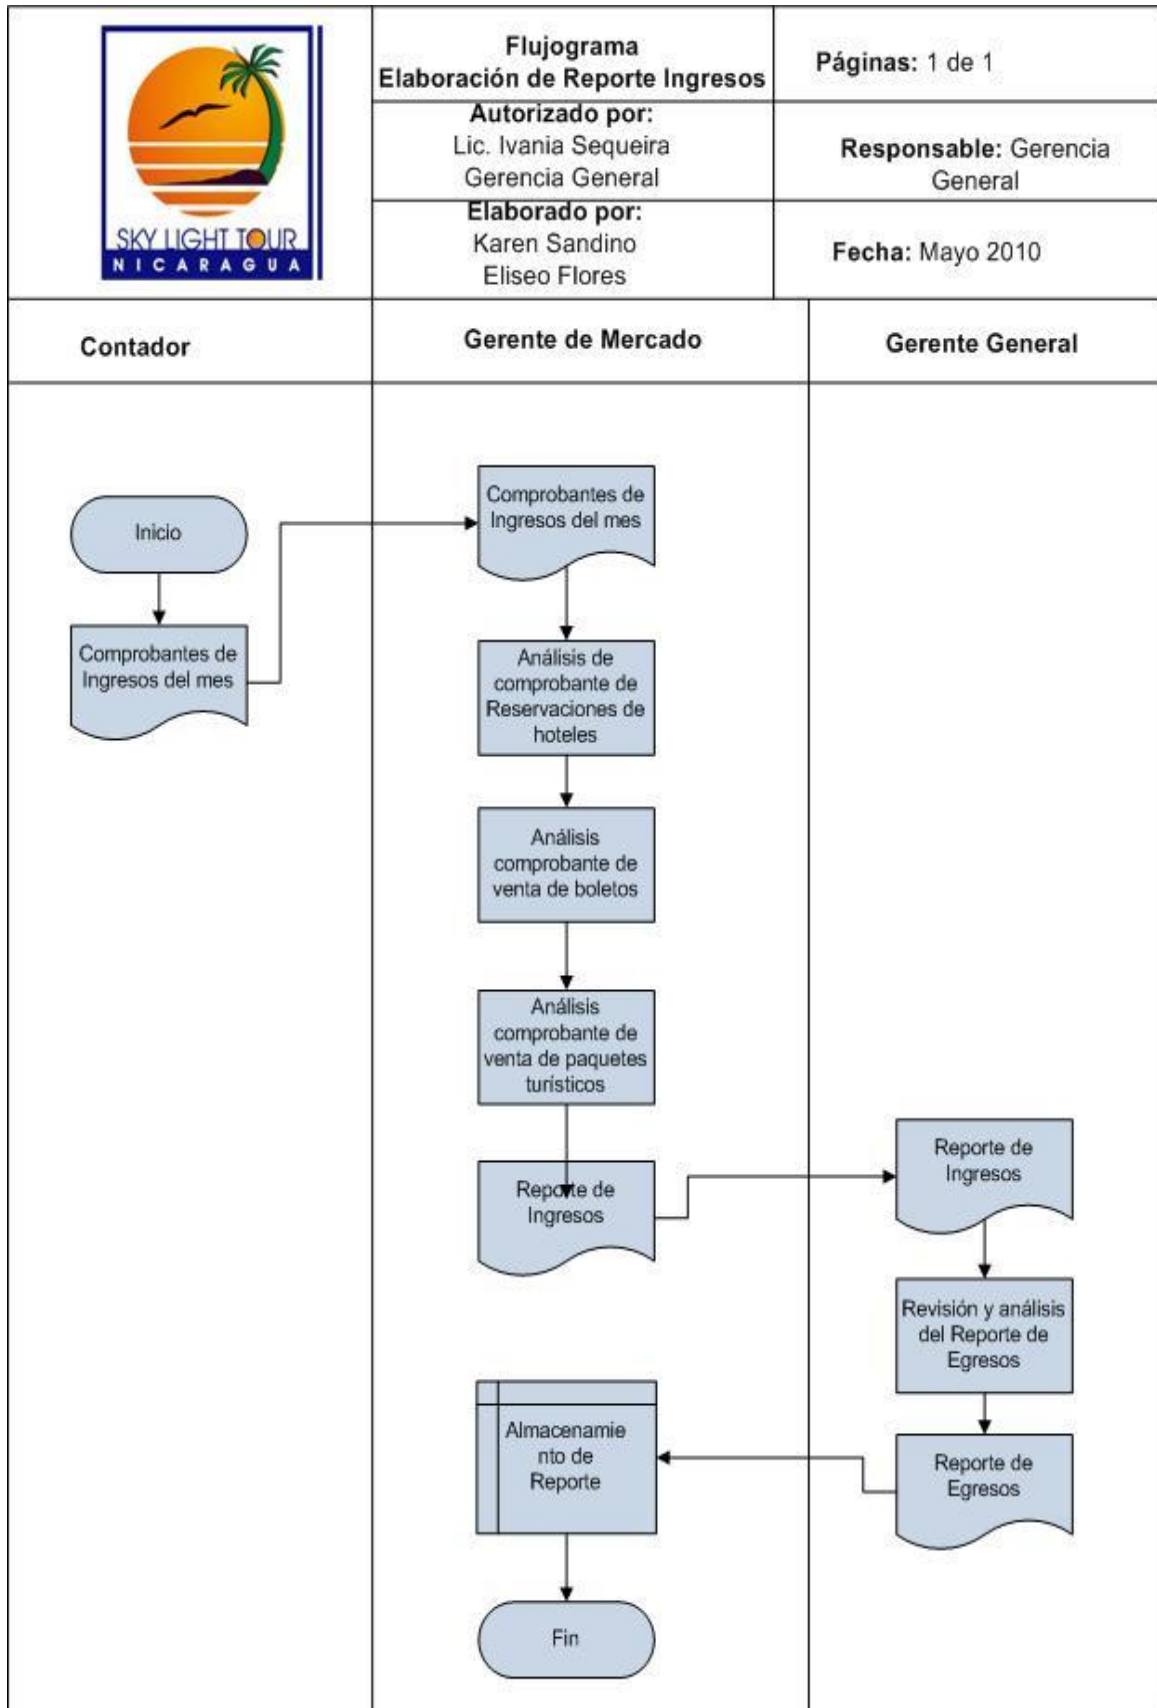 SKY LIGHT TOUR
NICARAGUA
Flujograma
Elaboración de Reporte Ingresos
Páginas: 1 de 1
Autorizado por:
Lic. Ivania Sequeira
Gerencia General
Responsable: Gerencia
General
Elaborado por:
Karen Sandino
Eliseo Flores
Fecha: Mayo 2010
Contador
Gerente de Mercado
Gerente General
Inicio
Comprobantes de
Ingresos del mes
Comprobantes de
Ingresos del mes
Análisis de
comprobante de
Reservaciones de
hoteles
Análisis
comprobante de
venta de boletos
Análisis
comprobante de
venta de paquetes
turísticos
Reporte de
Ingresos
Reporte de
Ingresos
Revisión y análisis
del Reporte de
Egresos
Reporte de
Egresos
Almacenamie
nto de
Reporte
Fin